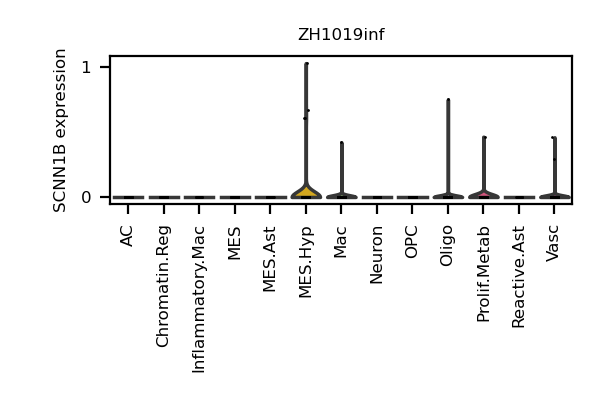 ZH1019inf
SCNN1B expression
1
0
AC
Chromatin.Reg
Inflammatory.Mac
MES
MES.Ast
MES.Hyp
Mac
Neuron
OPC
Oligo
Prolif.Metab
Reactive.Ast
Vasc